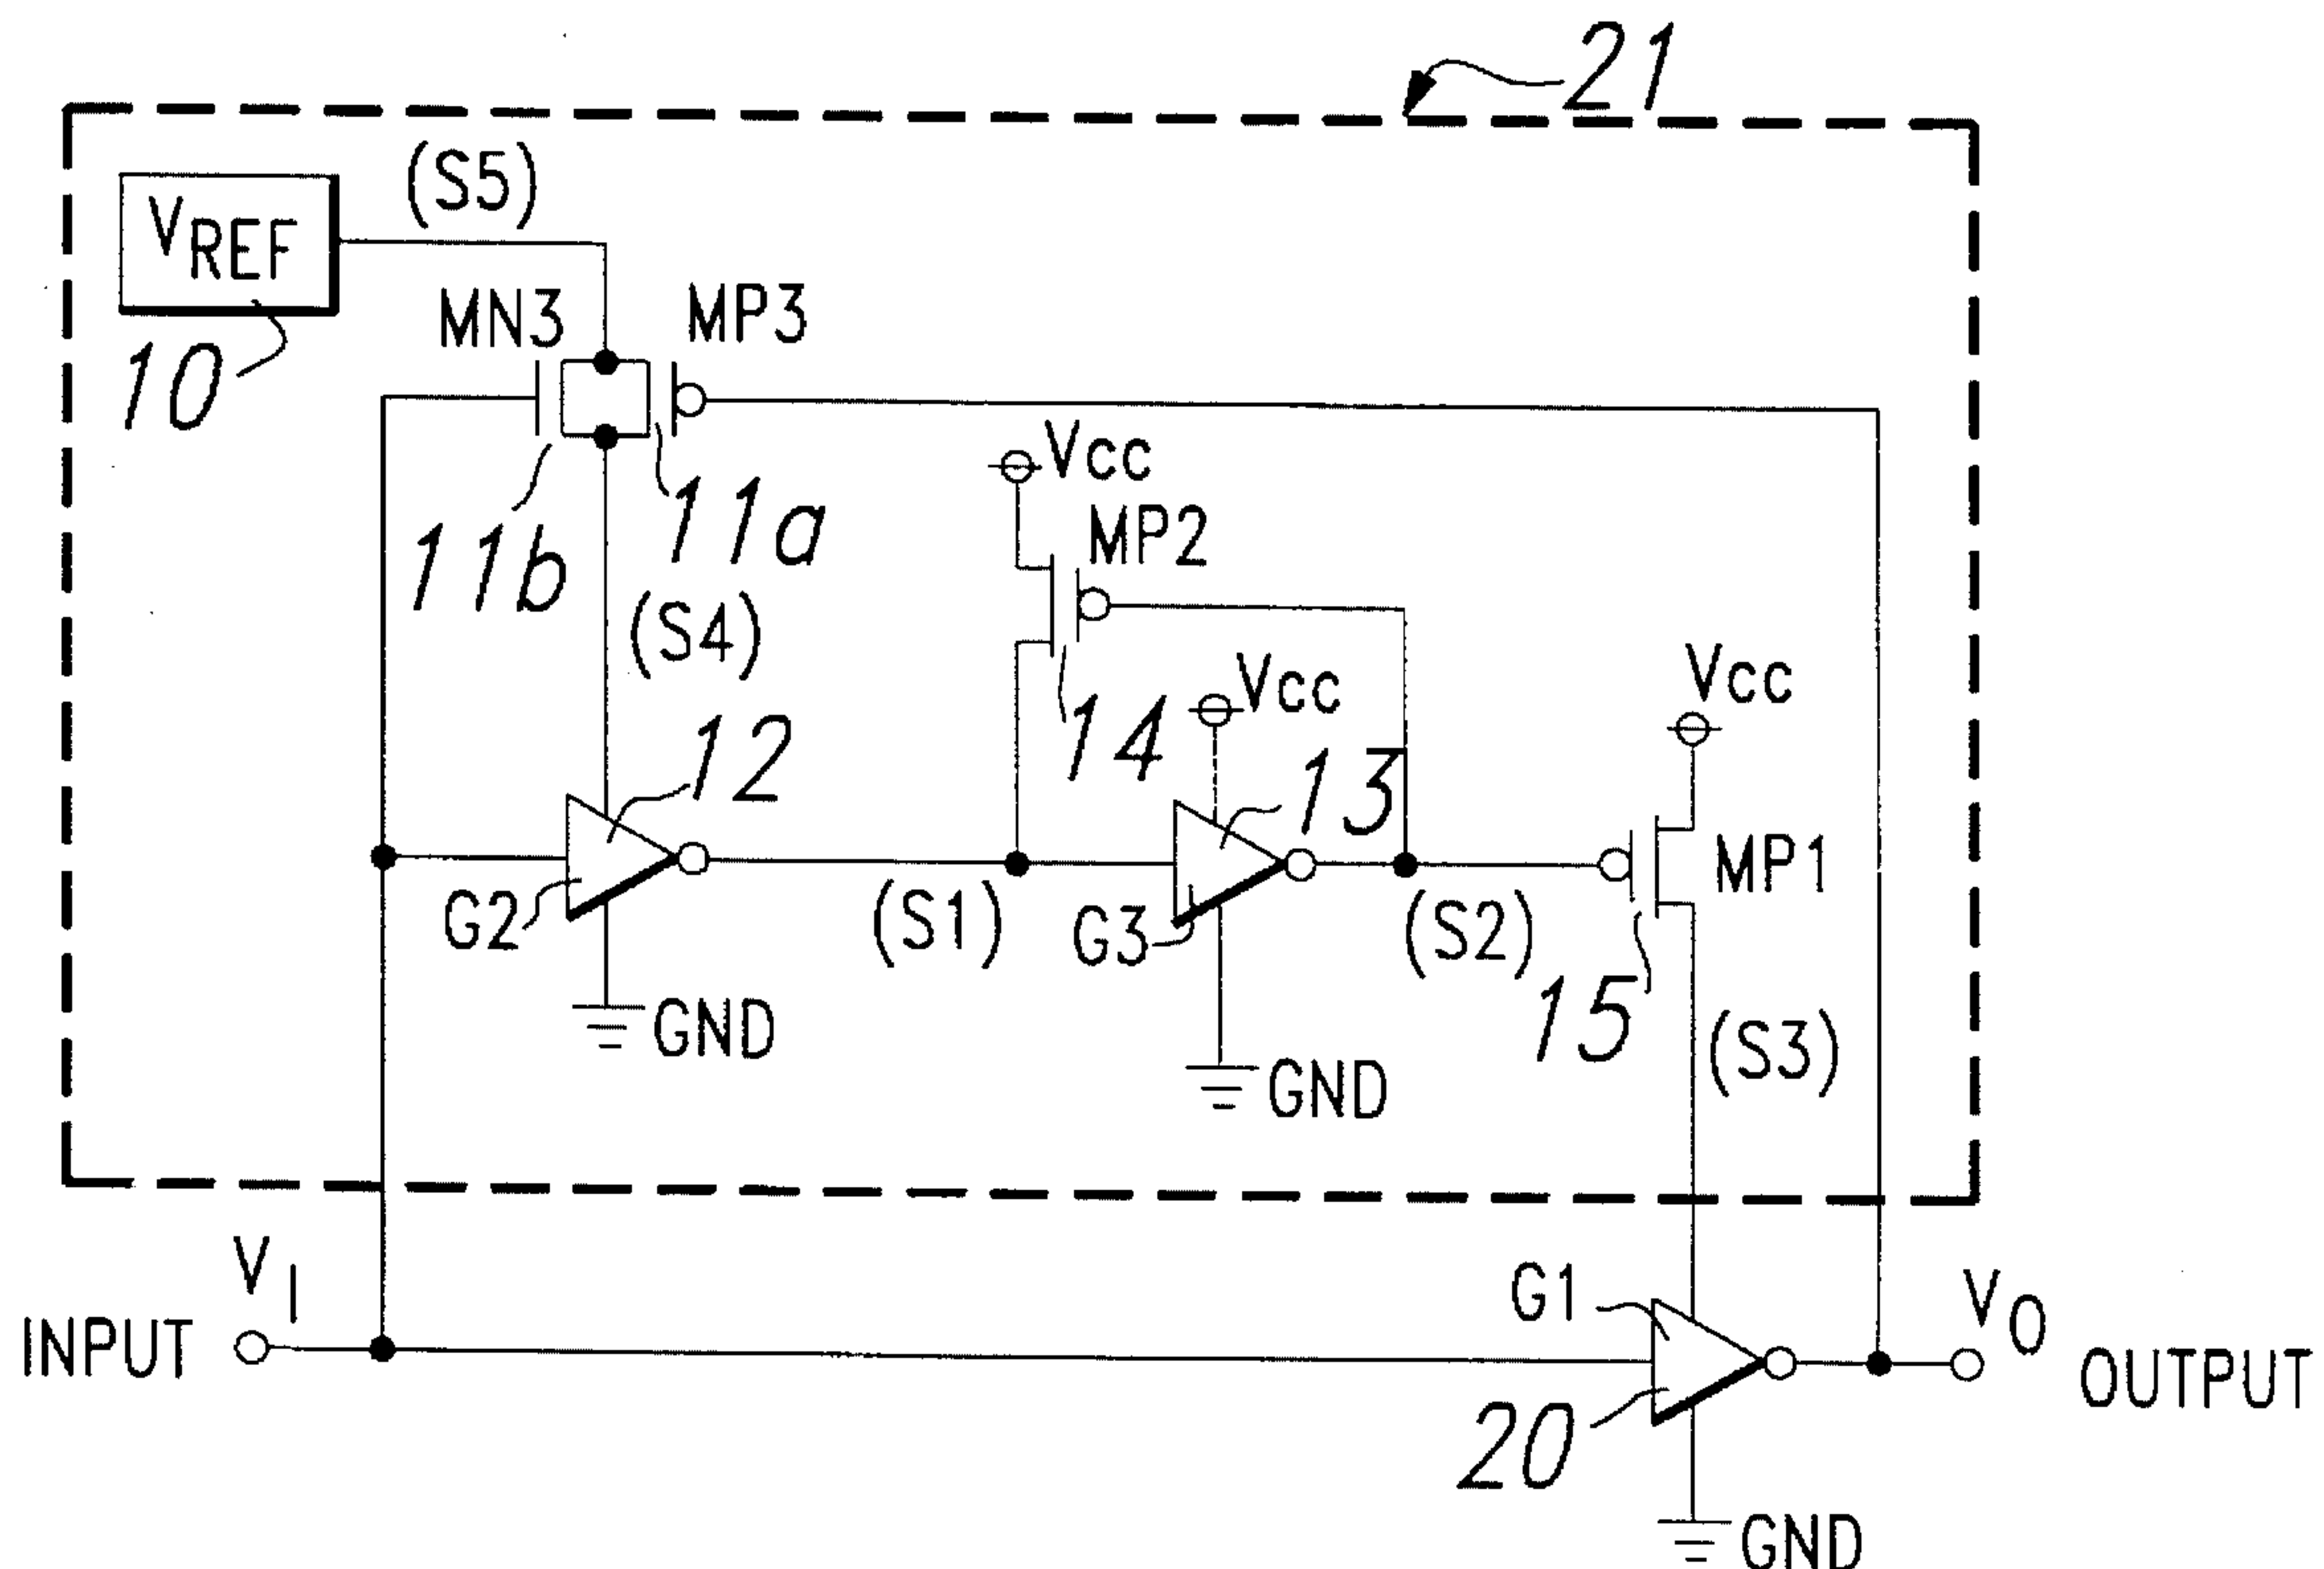 21
(S5)
VREF
MN3
MP3
10
Vcc
11b
11a
MP2
(S4)
Vcc
Vcc
12
14
13
MP1
G2
(S1)
G3
(S2)
15
GND
(S3)
GND
VI
G1
VO
INPUT
OUTPUT
20
GND